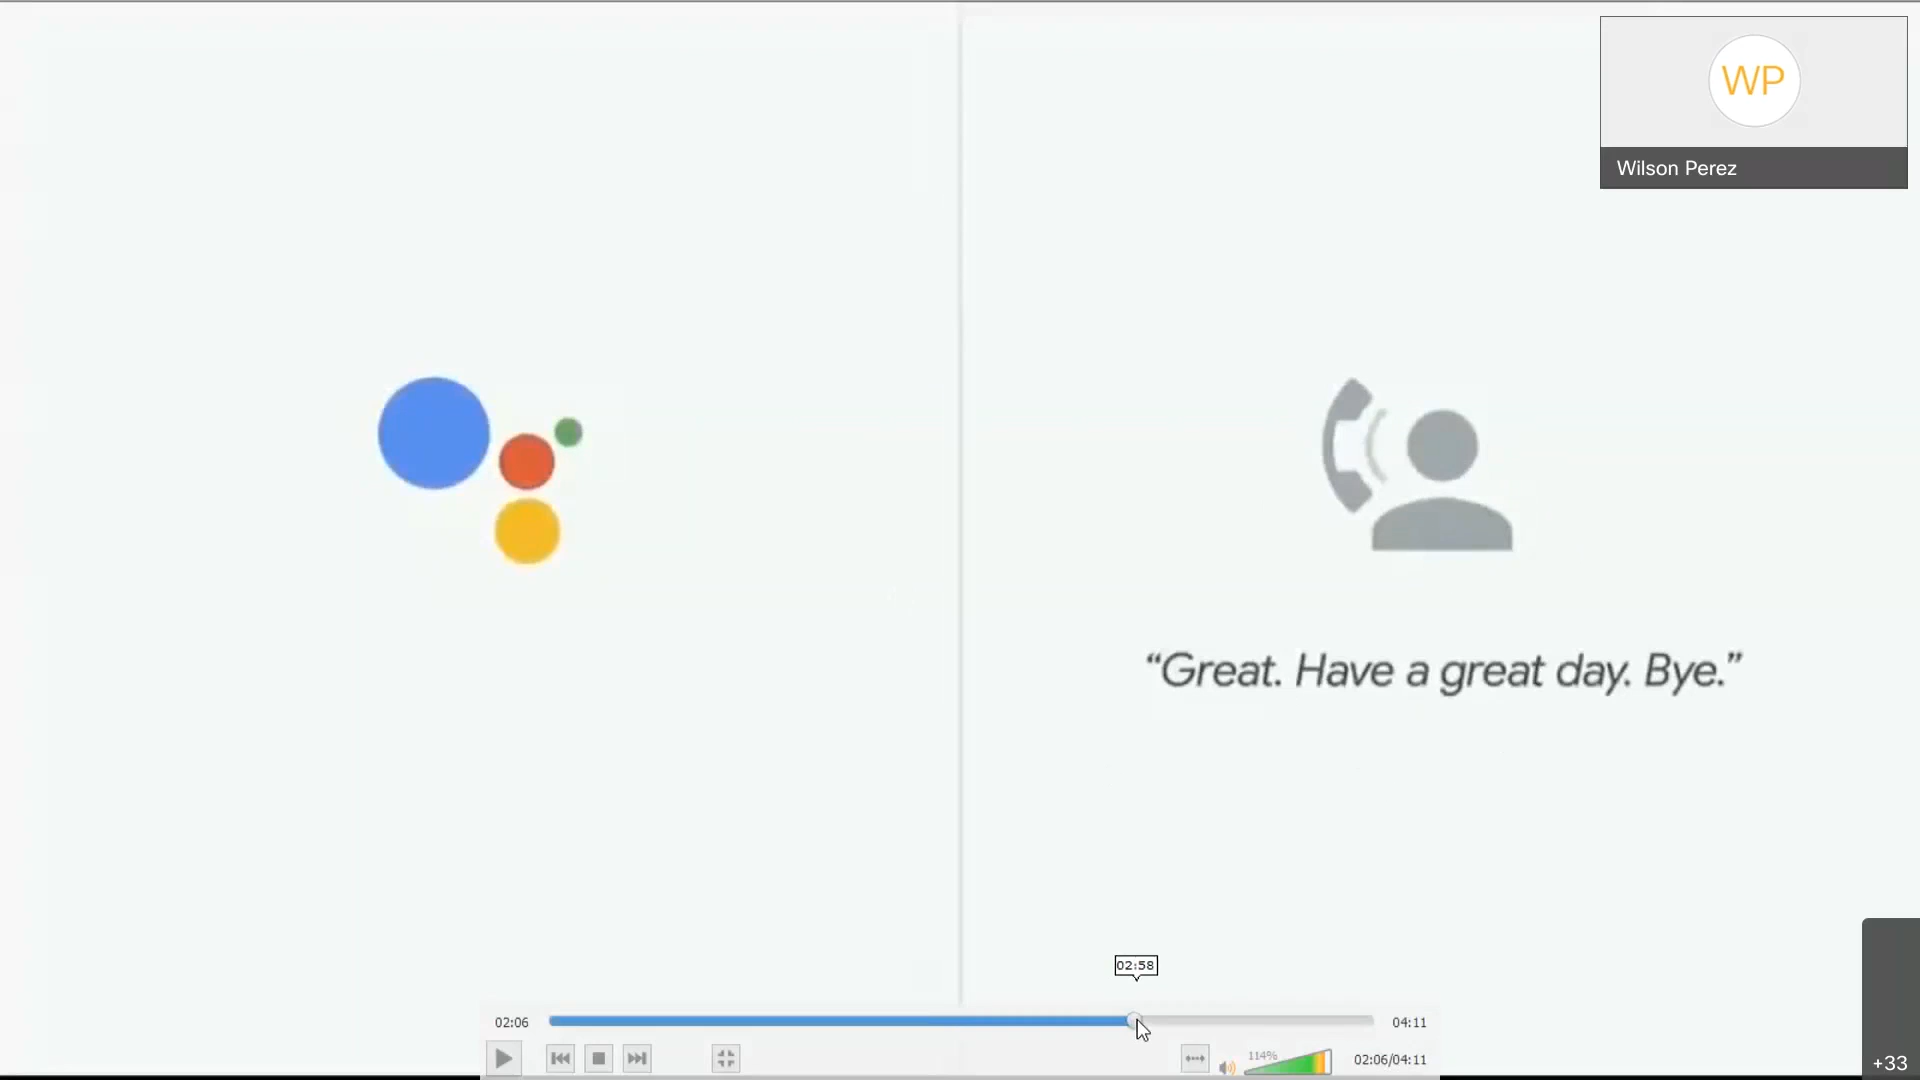 WP
Wilson Perez
“Great. Have a great day. Bye.”
02:58
02:06
04:11
114%
02:06/04:11
+33